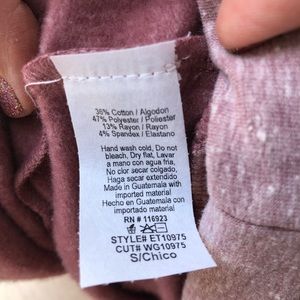 36% Cotton / Algodon
47% Polyester / Poliester
13% Rayon / Rayon
4% Spandex / Elastano
Hand wash cold, Do not
bleach, Dry flat, Lavar
a mano con agua fria,
No clor secar colgado,
Haga secar extendido
Made in Guatemala with
imported material
Hecho en Guatemala con
importado material
RN # 116923
STYLE# ET10975
CUT# WG10975
S/Chico